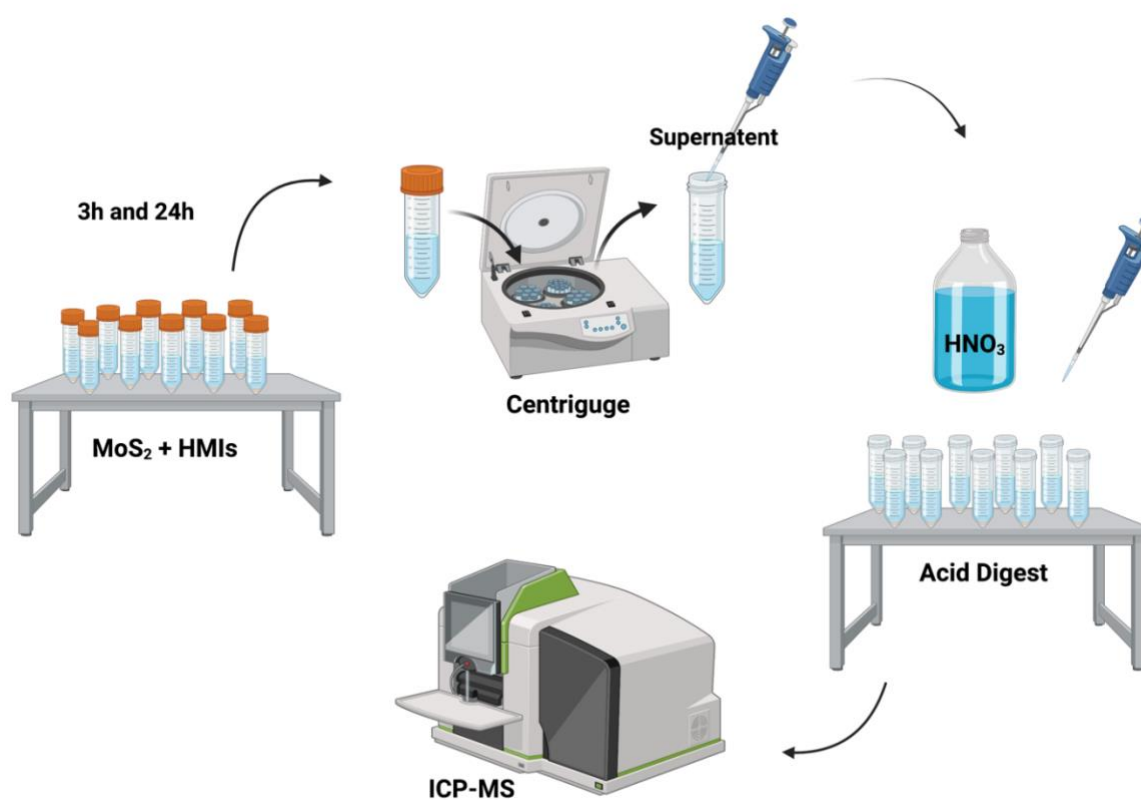 3h and 24h
MoS₂ + HMIs
Centriguge
Supernatent
HNO₃
Acid Digest
ICP-MS